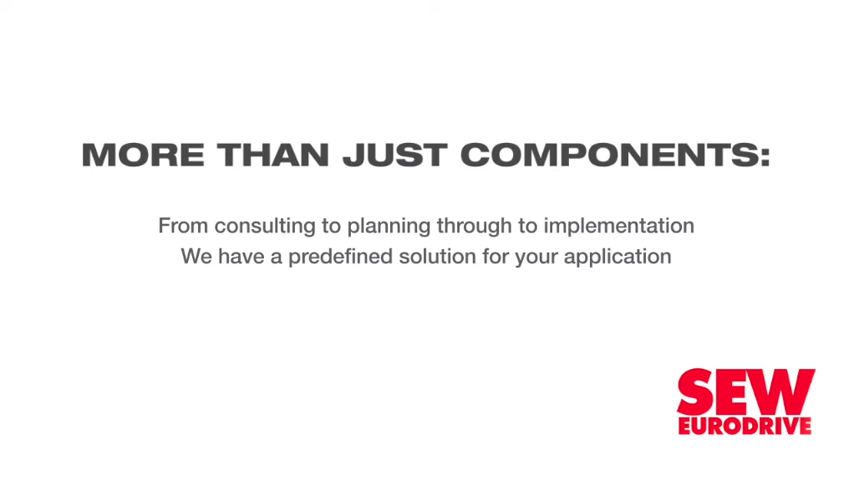 MORE THAN JUST COMPONENTS:
From consulting to planning through to implementation
We have a predefined solution for your application
SEW
EURODRIVE